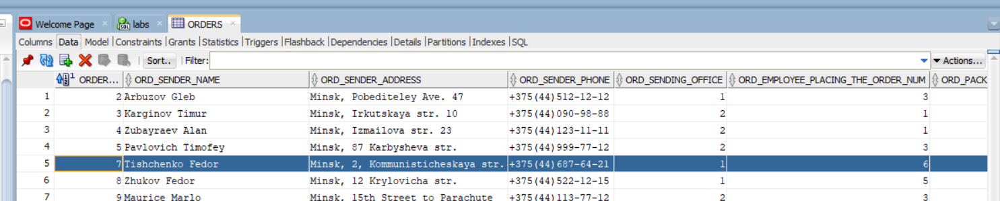 Welcome Page × labs × ORDERS ×
Columns Data Model |Constraints |Grants |Statistics |Triggers |Flashback |Dependencies |Details |Partitions |Indexes |SQL
Sort.. Filter: Actions...
ORDER... ORD_SENDER_NAME ORD_SENDER_ADDRESS ORD_SENDER_PHONE ORD_SENDING_OFFICE ORD_EMPLOYEE_PLACING_THE_ORDER_NUM ORD_PACK
1 2 Arbuzov Gleb Minsk, Pobediteley Ave. 47 +375(44)512-12-12 1 3
2 3 Karginov Timur Minsk, Irkutskaya str. 10 +375(44)090-98-88 2 1
3 4 Zubayraev Alan Minsk, Izmailova str. 23 +375(44)123-11-11 2 1
4 5 Pavlovich Timofey Minsk, 87 Karbysheva str. +375(44)999-77-12 2 3
5 7 Tishchenko Fedor Minsk, 2, Kommunisticheskaya str. +375(44)687-64-21 1 6
6 8 Zhukov Fedor Minsk, 12 Krylovicha str. +375(44)522-12-15 1 5
7 9 Maurice Marlo Minsk, 15th Street to Parachute +375(44)113-77-12 2 3